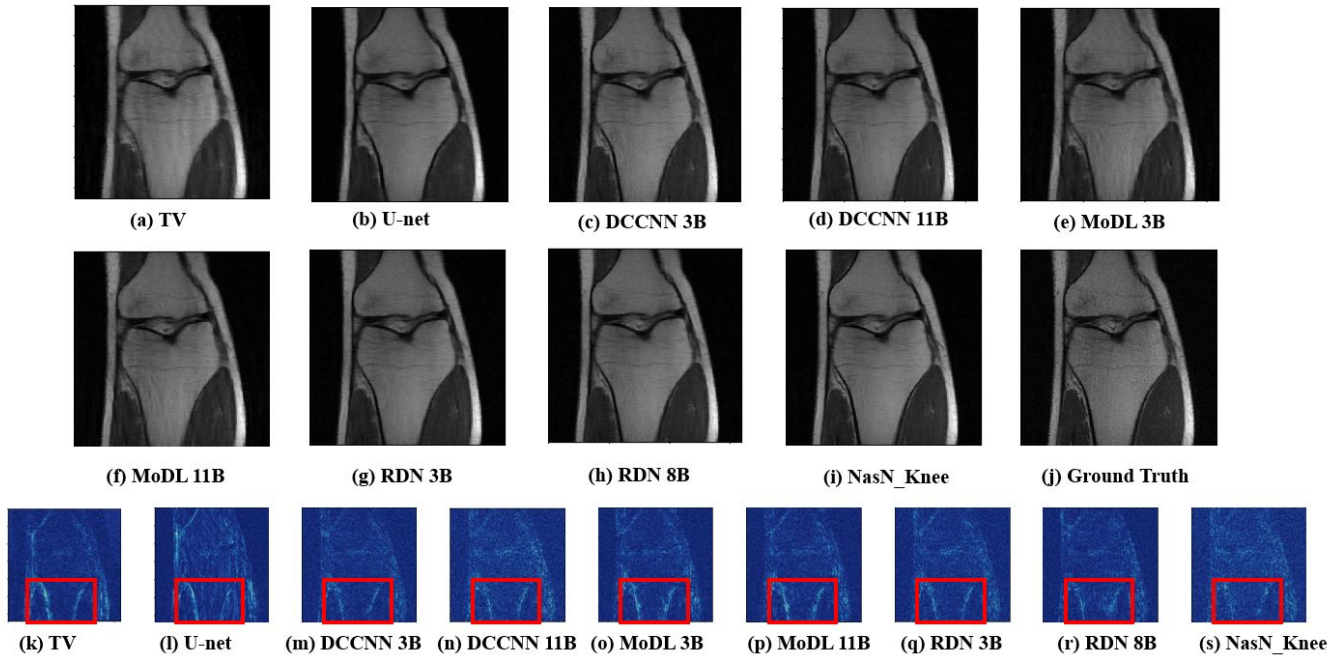 (a) TV
(b) U-net
(c) DCCNN 3B
(d) DCCNN 11B
(e) MoDL 3B
(f) MoDL 11B
(g) RDN 3B
(h) RDN 8B
(i) NasN_Knee
(j) Ground Truth
(k) TV
(l) U-net
(m) DCCNN 3B
(n) DCCNN 11B
(o) MoDL 3B
(p) MoDL 11B
(q) RDN 3B
(r) RDN 8B
(s) NasN_Knee